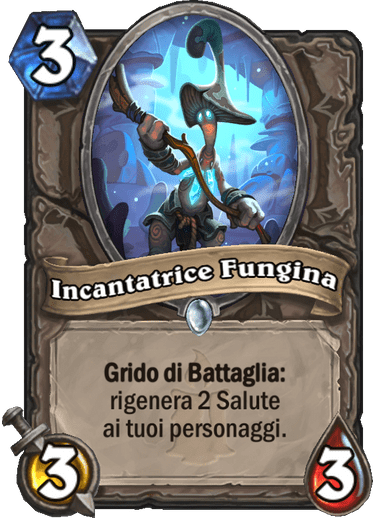 3
Incantatrice Fungina
Grido di Battaglia:
rigenera 2 Salute
ai tuoi personaggi.
3
3